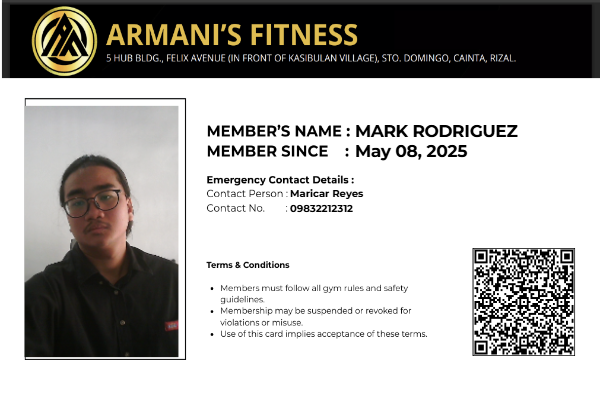 ARMANI'S FITNESS
5 HUB BLDG., FELIX AVENUE (IN FRONT OF KASIBULAN VILLAGE), STO. DOMINGO, CAINTA, RIZAL.
MEMBER'S NAME : MARK RODRIGUEZ
MEMBER SINCE : May 08, 2025
Emergency Contact Details :
Contact Person : Maricar Reyes
Contact No. : 09832212312
Terms & Conditions
• Members must follow all gym rules and safety
guidelines.
• Membership may be suspended or revoked for
violations or misuse.
• Use of this card implies acceptance of these terms.